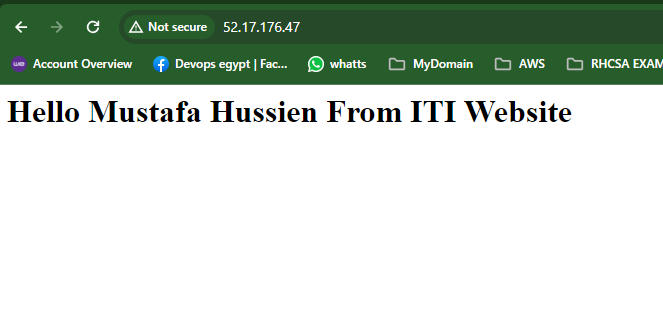 Not secure 52.17.176.47
we Account Overview Devops egypt | Fac... whatts MyDomain AWS RHCSA EXAM
Hello Mustafa Hussien From ITI Website